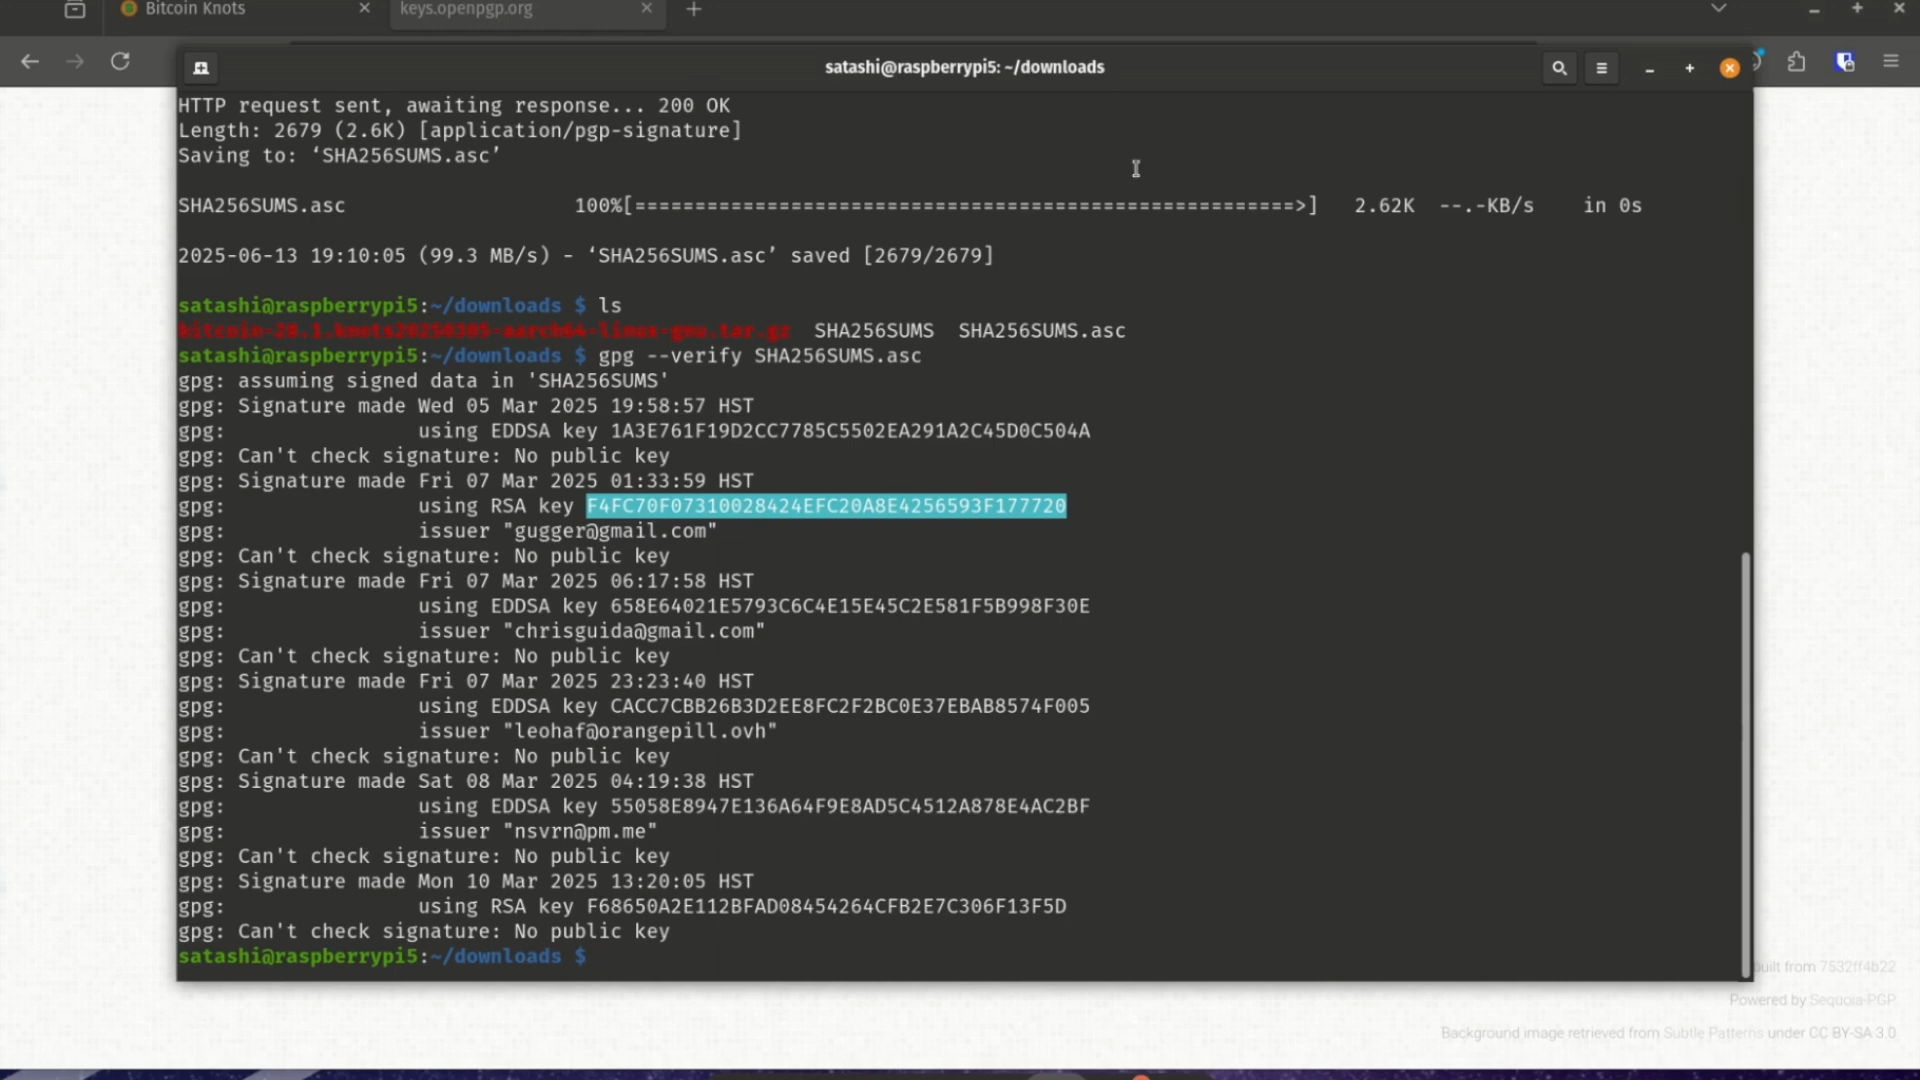 Bitcoin Knots
keys.openpgp.org
satashi@raspberrypi5: ~/downloads
HTTP request sent, awaiting response... 200 OK
Length: 2679 (2.6K) [application/pgp-signature]
Saving to: ‘SHA256SUMS.asc’
SHA256SUMS.asc 100%[=======================================================>] 2.62K --.-KB/s in 0s
2025-06-13 19:10:05 (99.3 MB/s) - ‘SHA256SUMS.asc’ saved [2679/2679]
satashi@raspberrypi5:~/downloads $ ls
bitcoin-28.1.knots20250305-aarch64-linux-gnu.tar.gz SHA256SUMS SHA256SUMS.asc
satashi@raspberrypi5:~/downloads $ gpg --verify SHA256SUMS.asc
gpg: assuming signed data in 'SHA256SUMS'
gpg: Signature made Wed 05 Mar 2025 19:58:57 HST
gpg: using EDDSA key 1A3E761F19D2CC7785C5502EA291A2C45D0C504A
gpg: Can't check signature: No public key
gpg: Signature made Fri 07 Mar 2025 01:33:59 HST
gpg: using RSA key F4FC70F07310028424EFC20A8E4256593F177720
gpg: issuer "gugger@gmail.com"
gpg: Can't check signature: No public key
gpg: Signature made Fri 07 Mar 2025 06:17:58 HST
gpg: using EDDSA key 658E64021E5793C6C4E15E45C2E581F5B998F30E
gpg: issuer "chrisguida@gmail.com"
gpg: Can't check signature: No public key
gpg: Signature made Fri 07 Mar 2025 23:23:40 HST
gpg: using EDDSA key CACC7CBB26B3D2EE8FC2F2BC0E37EBAB8574F005
gpg: issuer "leohaf@orangepill.ovh"
gpg: Can't check signature: No public key
gpg: Signature made Sat 08 Mar 2025 04:19:38 HST
gpg: using EDDSA key 55058E8947E136A64F9E8AD5C4512A878E4AC2BF
gpg: issuer "nsvrn@pm.me"
gpg: Can't check signature: No public key
gpg: Signature made Mon 10 Mar 2025 13:20:05 HST
gpg: using RSA key F68650A2E112BFAD08454264CFB2E7C306F13F5D
gpg: Can't check signature: No public key
satashi@raspberrypi5:~/downloads $
built from 7532ff4b22
Powered by Sequoia-PGP
Background image retrieved from Subtle Patterns under CC BY-SA 3.0